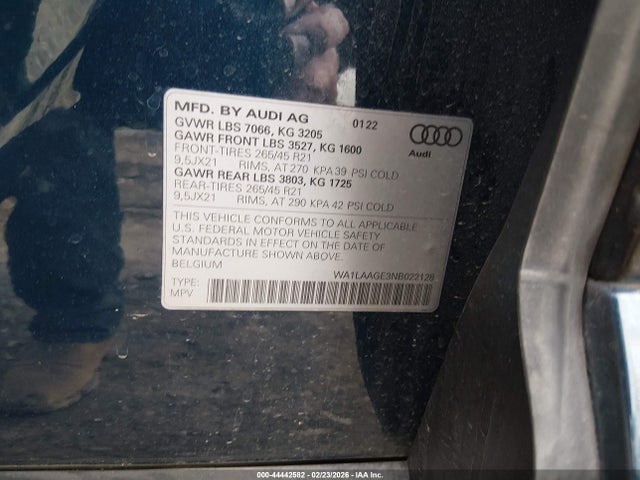 MFD. BY AUDI AG 0122
GVWR LBS 7066, KG 3205
GAWR FRONT LBS 3527, KG 1600
FRONT-TIRES 265/45 R21
9,5JX21 RIMS, AT 270 KPA 39 PSI COLD
GAWR REAR LBS 3803, KG 1725
REAR-TIRES 265/45 R21
9,5JX21 RIMS, AT 290 KPA 42 PSI COLD
Audi
THIS VEHICLE CONFORMS TO ALL APPLICABLE
U.S. FEDERAL MOTOR VEHICLE SAFETY
STANDARDS IN EFFECT ON THE DATE OF
MANUFACTURE SHOWN ABOVE.
BELGIUM
WA1LAAGE3NB022128
TYPE:
MPV
000-44442582 - 02/23/2026 - IAA Inc.